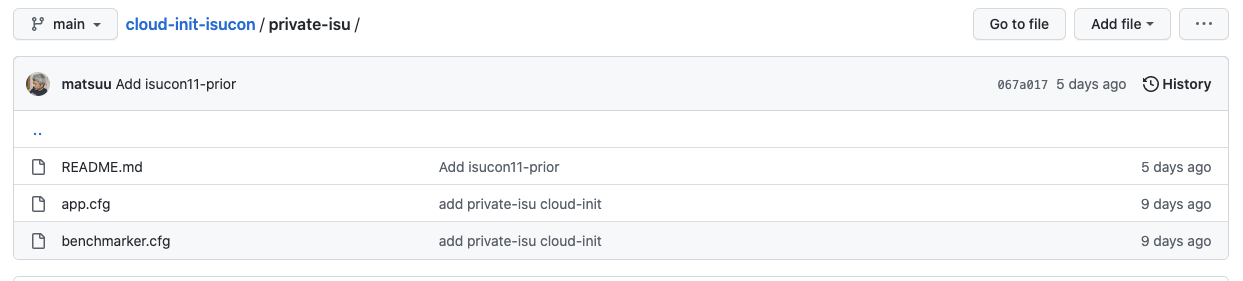 main cloud-init-isucon / private-isu / Go to file Add file ...
matsuu Add isucon11-prior 067a017 5 days ago History
..
README.md Add isucon11-prior 5 days ago
app.cfg add private-isu cloud-init 9 days ago
benchmarker.cfg add private-isu cloud-init 9 days ago